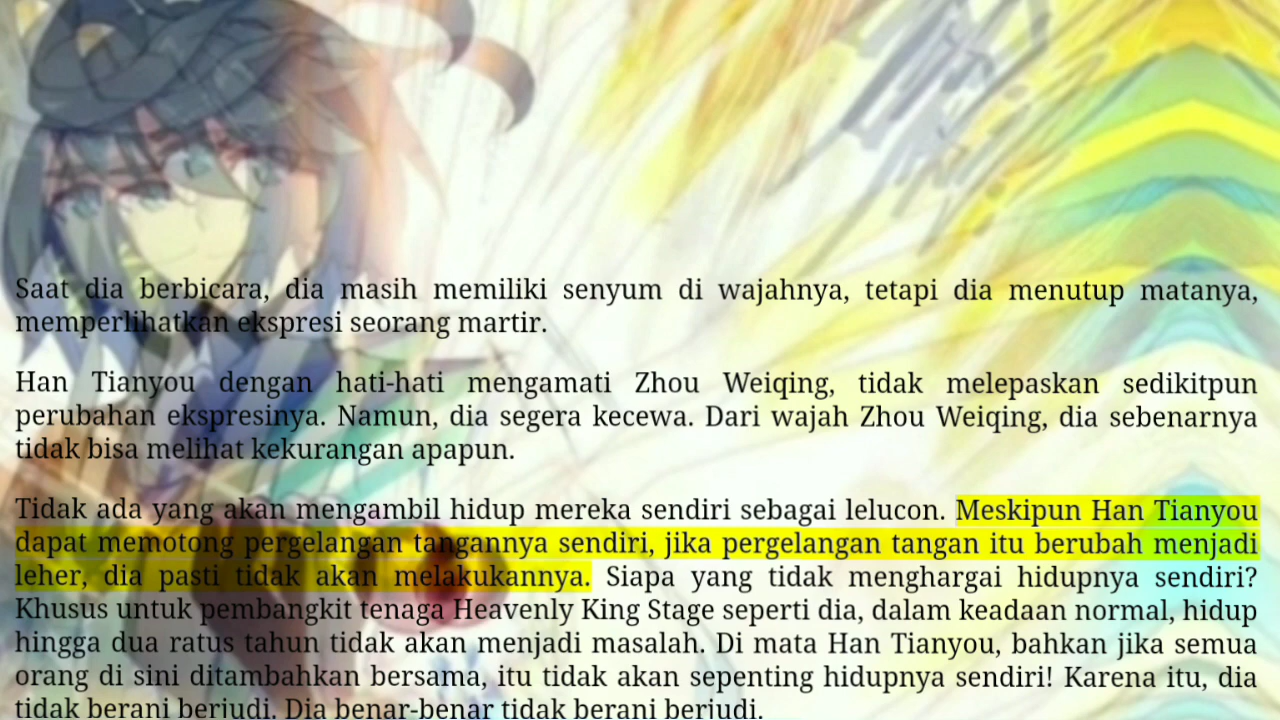 Saat dia berbicara, dia masih memiliki senyum di wajahnya, tetapi dia menutup matanya,
memperlihatkan ekspresi seorang martir.
Han Tianyou dengan hati-hati mengamati Zhou Weiqing, tidak melepaskan sedikitpun
perubahan ekspresinya. Namun, dia segera kecewa. Dari wajah Zhou Weiqing, dia sebenarnya
tidak bisa melihat kekurangan apapun.
Tidak ada yang akan mengambil hidup mereka sendiri sebagai lelucon. Meskipun Han Tianyou
dapat memotong pergelangan tangannya sendiri, jika pergelangan tangan itu berubah menjadi
leher, dia pasti tidak akan melakukannya. Siapa yang tidak menghargai hidupnya sendiri?
Khusus untuk pembangkit tenaga Heavenly King Stage seperti dia, dalam keadaan normal, hidup
hingga dua ratus tahun tidak akan menjadi masalah. Di mata Han Tianyou, bahkan jika semua
orang di sini ditambahkan bersama, itu tidak akan sepenting hidupnya sendiri! Karena itu, dia
tidak berani berjudi. Dia benar-benar tidak berani berjudi.